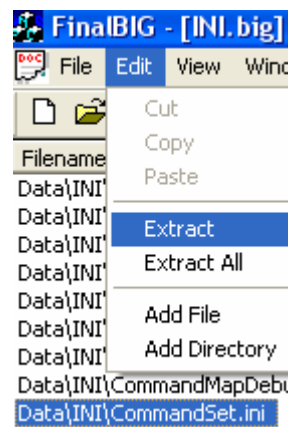 FinalBIG - [INI.big]
DOC File Edit View Wind
Cut
Copy
Paste
Extract
Extract All
Add File
Add Directory
Filename
Data\INI\
Data\INI\
Data\INI\
Data\INI\
Data\INI\
Data\INI\
Data\INI\
Data\INI\CommandMapDebu
Data\INI\CommandSet.ini